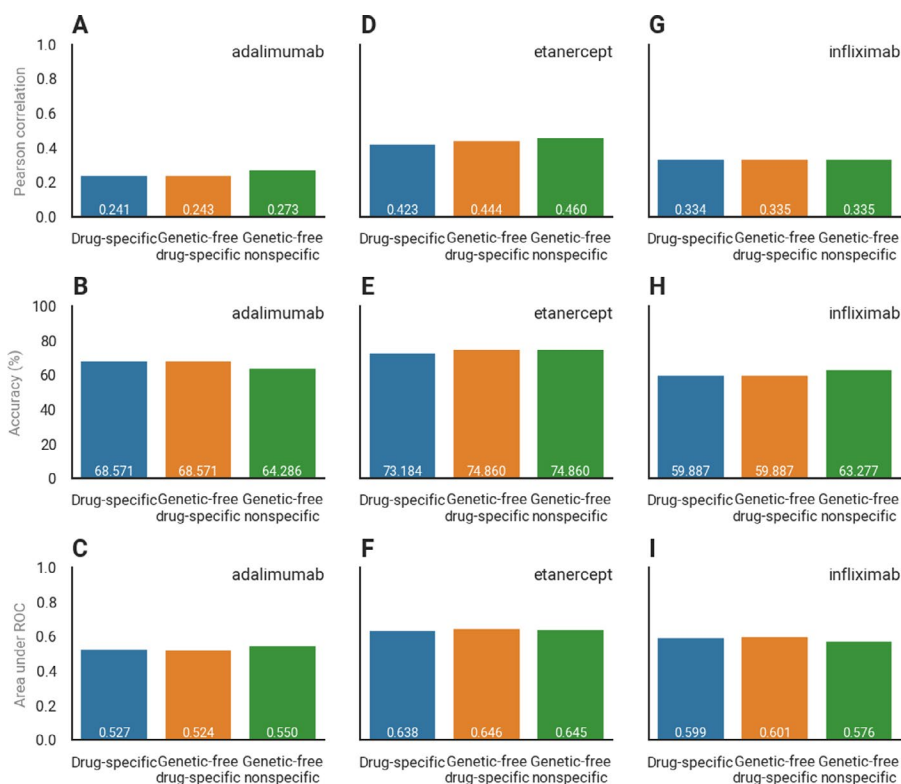 A
adalimumab
Pearson correlation
1.0
0.8
0.6
0.4
0.2
0.0
0.241
0.243
0.273
Drug-specific
Genetic-free
drug-specific
Genetic-free
nonspecific
D
etanercept
0.423
0.444
0.460
Drug-specific
Genetic-free
drug-specific
Genetic-free
nonspecific
G
infliximab
0.334
0.335
0.335
Drug-specific
Genetic-free
drug-specific
Genetic-free
nonspecific
B
adalimumab
Accuracy (%)
100
80
60
40
20
0
68.571
68.571
64.286
Drug-specific
Genetic-free
drug-specific
Genetic-free
nonspecific
E
etanercept
73.184
74.860
74.860
Drug-specific
Genetic-free
drug-specific
Genetic-free
nonspecific
H
infliximab
59.887
59.887
63.277
Drug-specific
Genetic-free
drug-specific
Genetic-free
nonspecific
C
adalimumab
Area under ROC
1.0
0.8
0.6
0.4
0.2
0.0
0.527
0.524
0.550
Drug-specific
Genetic-free
drug-specific
Genetic-free
nonspecific
F
etanercept
0.638
0.646
0.645
Drug-specific
Genetic-free
drug-specific
Genetic-free
nonspecific
I
infliximab
0.599
0.601
0.576
Drug-specific
Genetic-free
drug-specific
Genetic-free
nonspecific